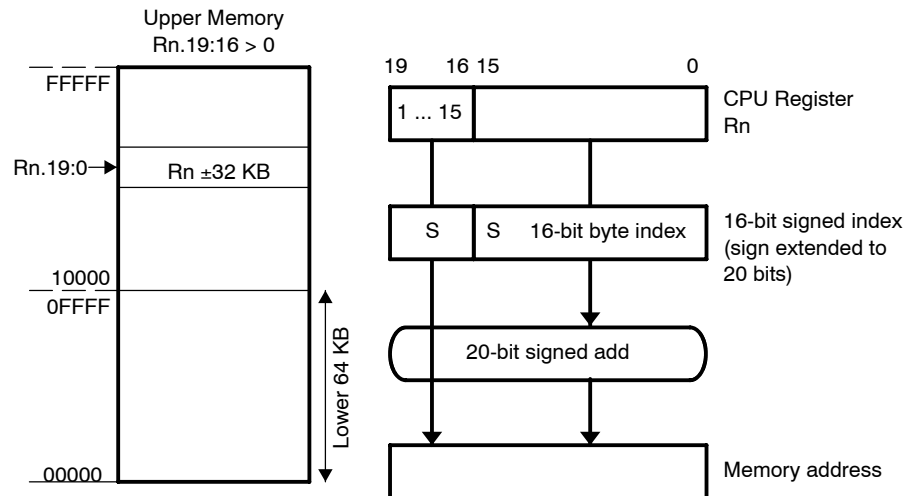 Upper Memory
Rn.19:16 > 0
FFFFF
Rn.19:0
Rn ±32 KB
10000
0FFFF
Lower 64 KB
00000
19 16 15 0
1 ... 15
CPU Register
Rn
S S 16-bit byte index
16-bit signed index
(sign extended to
20 bits)
20-bit signed add
Memory address